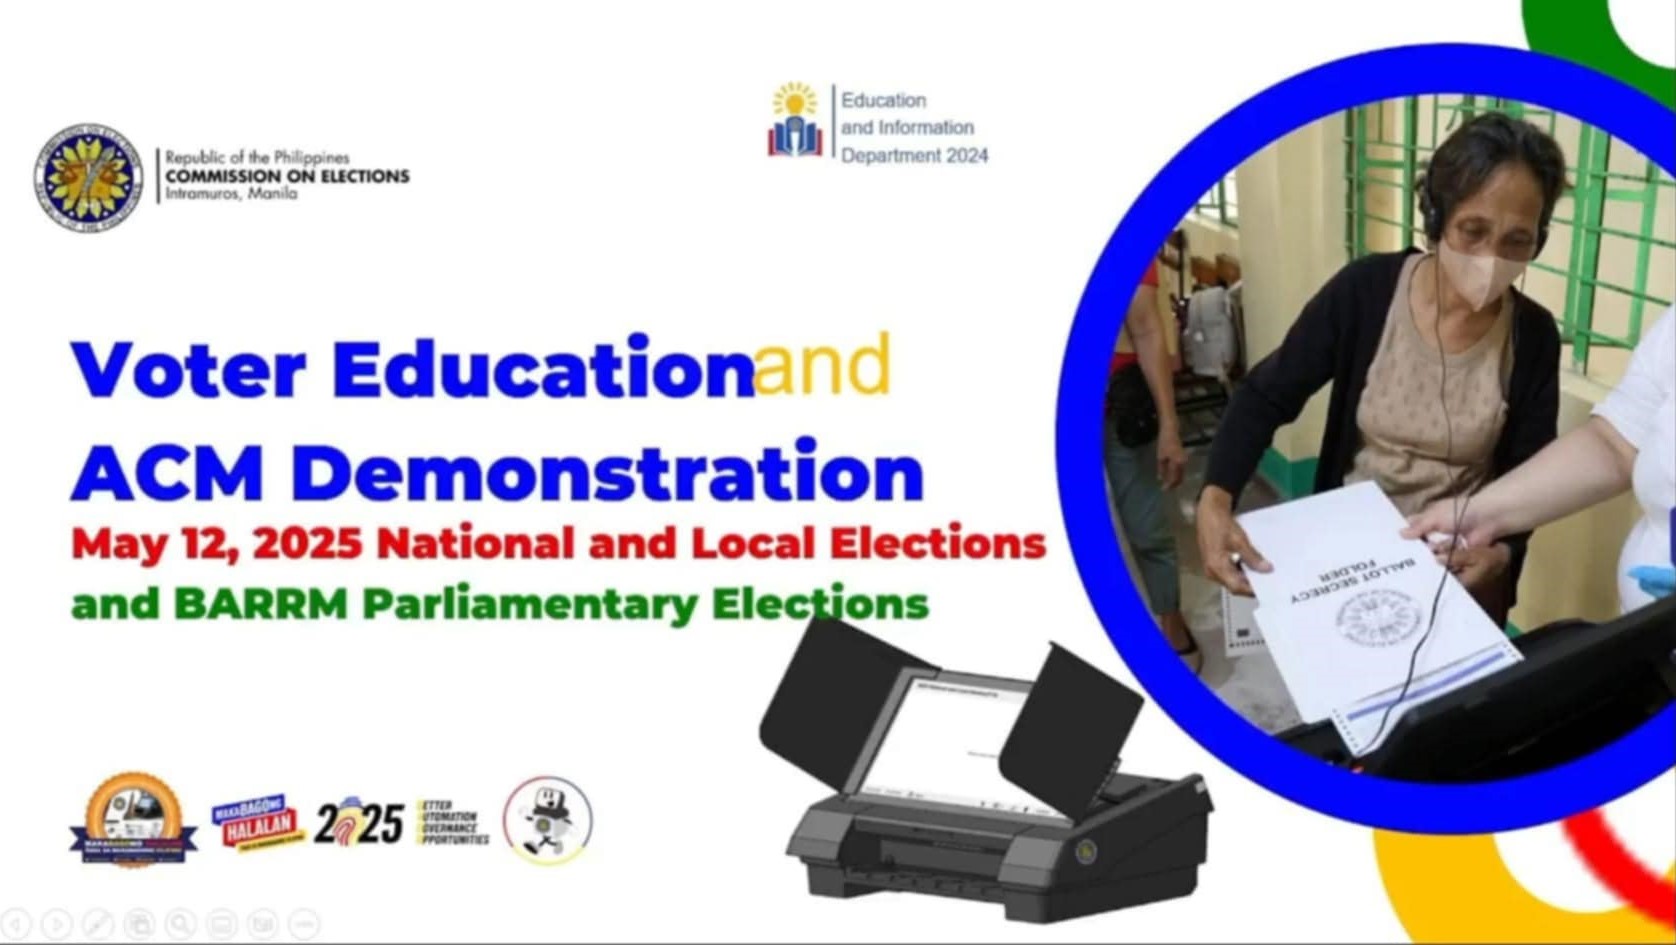 Republic of the Philippines
COMMISSION ON ELECTIONS
Intramuros, Manila
Education
and Information
Department 2024
Voter Education and
ACM Demonstration
May 12, 2025 National and Local Elections
and BARRM Parliamentary Elections
BALLOT SECRECY
FOLDER
MAKABAGONG
HALALAN
2025
ETTER
UTOMATION
OVERNANCE
PPORTUNITIES